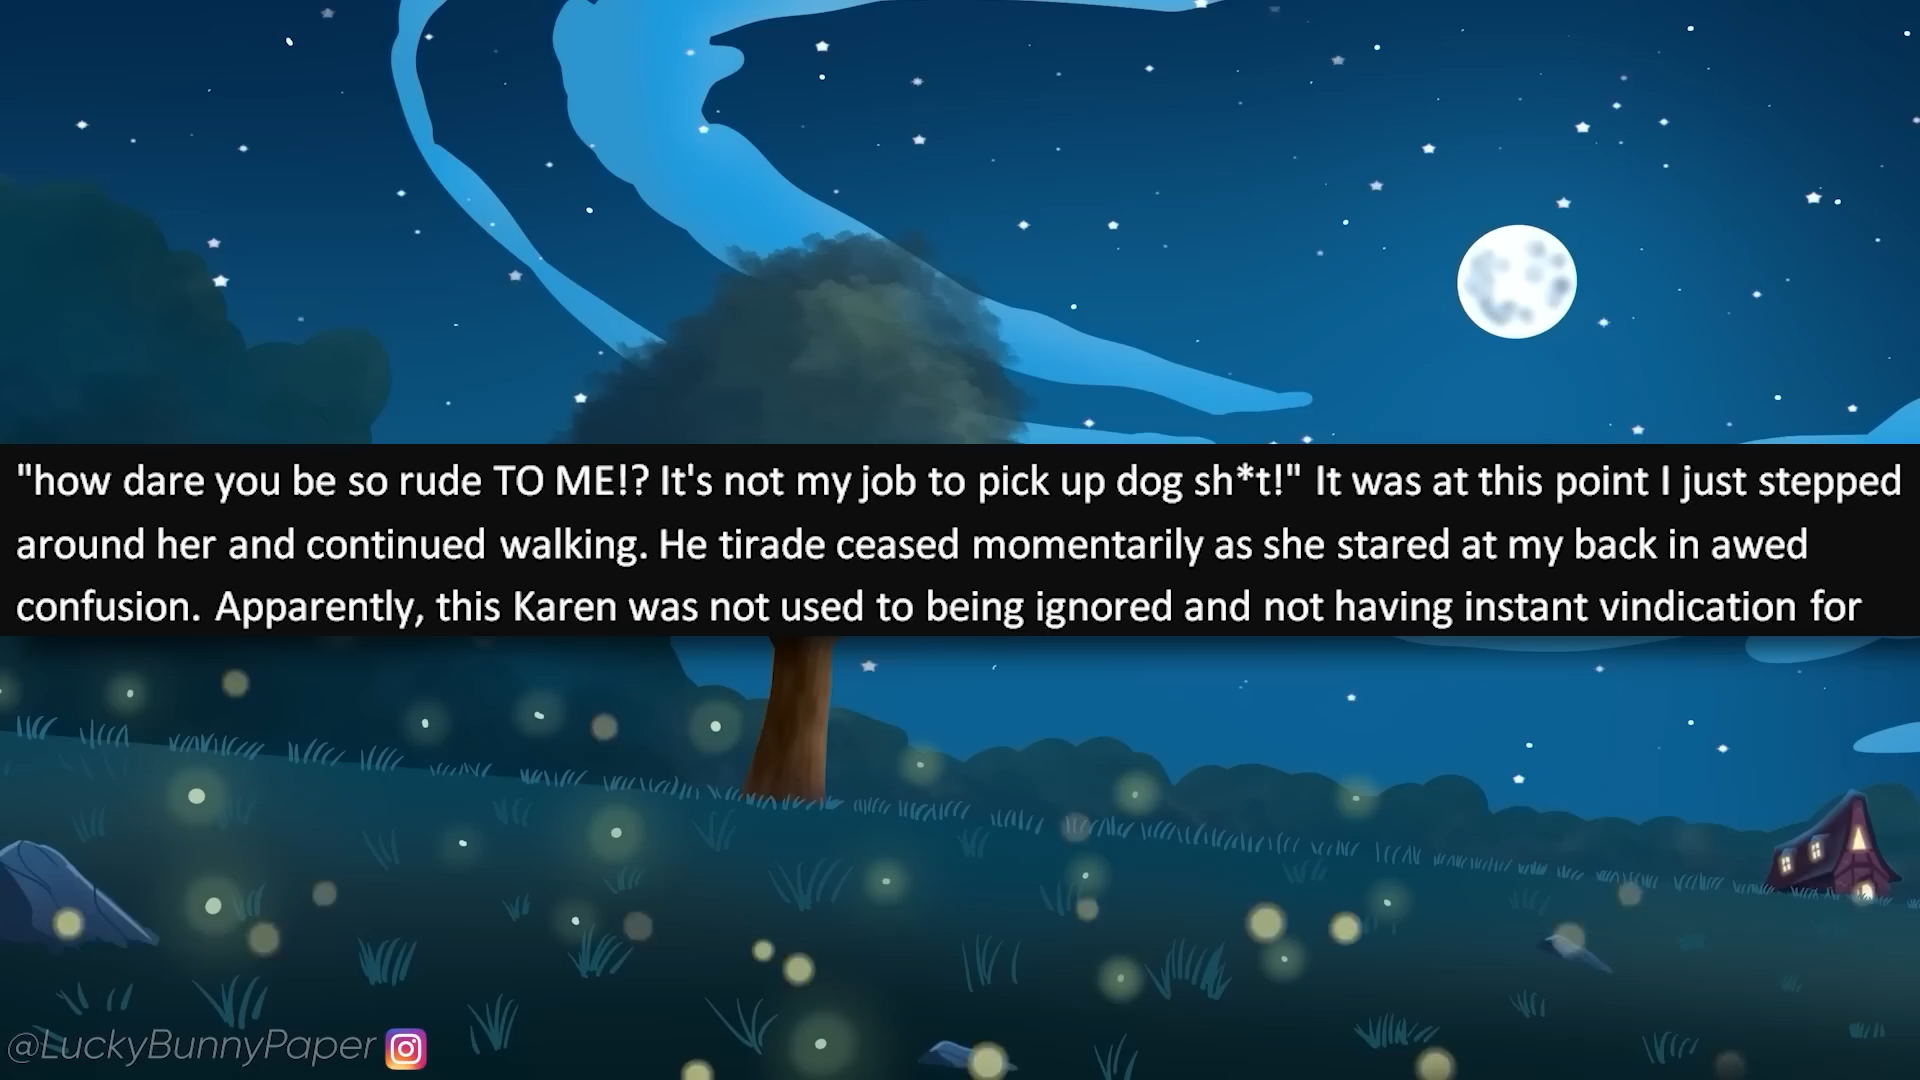 "how dare you be so rude TO ME!? It's not my job to pick up dog sh*t!" It was at this point I just stepped
around her and continued walking. He tirade ceased momentarily as she stared at my back in awed
confusion. Apparently, this Karen was not used to being ignored and not having instant vindication for
@LuckyBunnyPaper